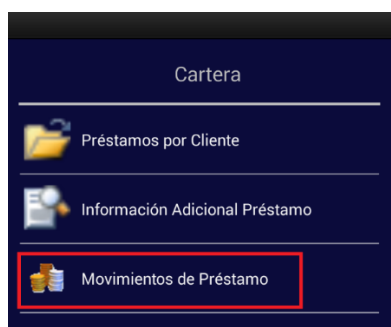 Cartera
Préstamos por Cliente
Información Adicional Préstamo
Movimientos de Préstamo